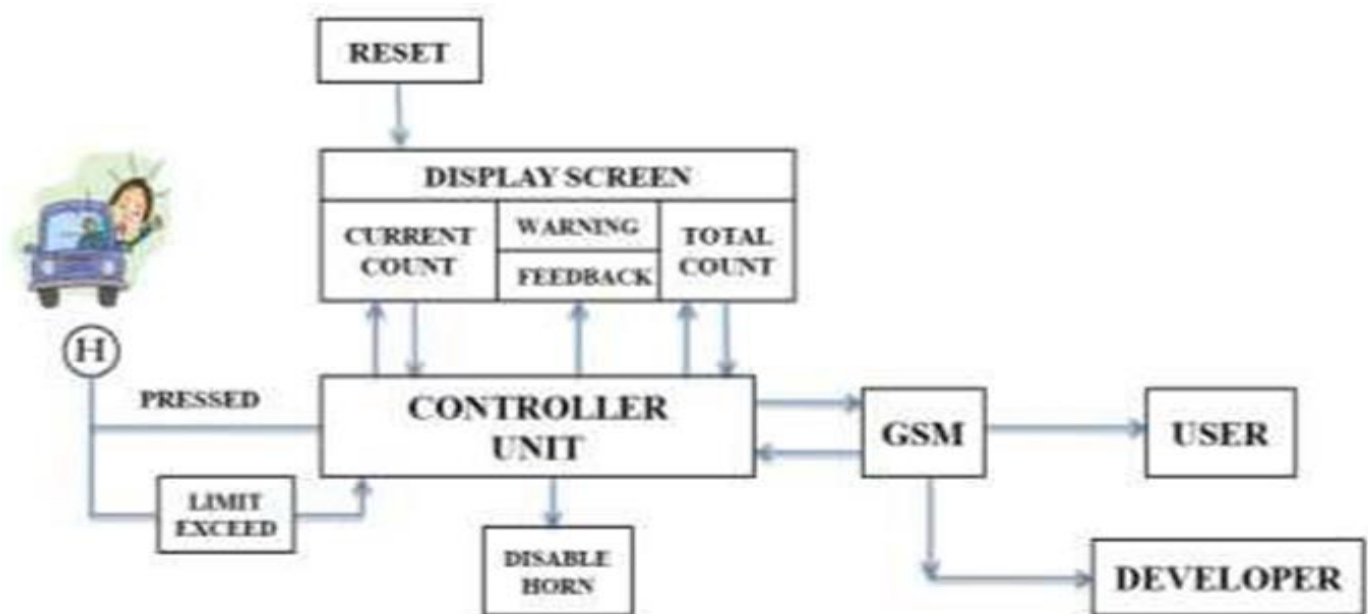 RESET
DISPLAY SCREEN
CURRENT
COUNT
WARNING
FEEDBACK
TOTAL
COUNT
H
PRESSED
CONTROLLER
UNIT
GSM
USER
LIMIT
EXCEED
DISABLE
HORN
DEVELOPER